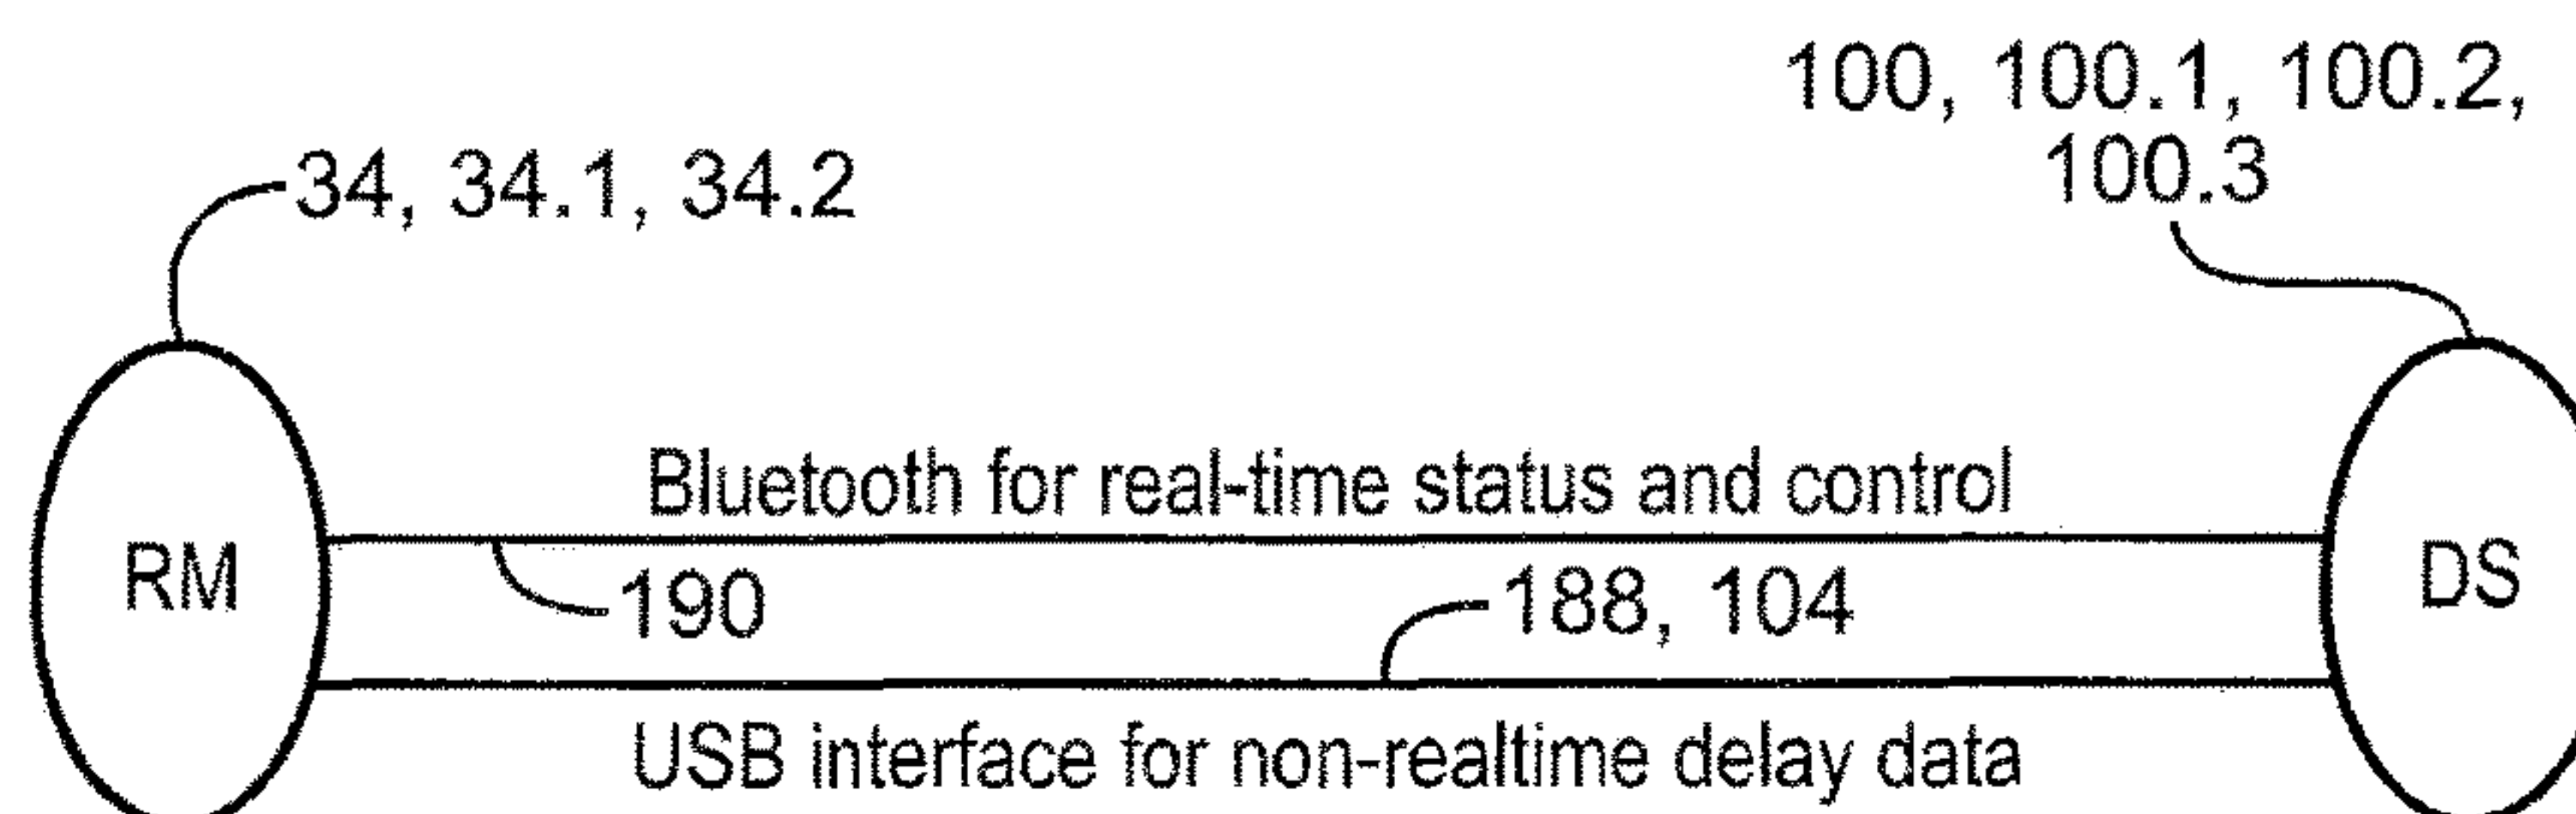 100, 100.1, 100.2,
100.3
34, 34.1, 34.2
Bluetooth for real-time status and control
RM
190
188, 104
DS
USB interface for non-realtime delay data